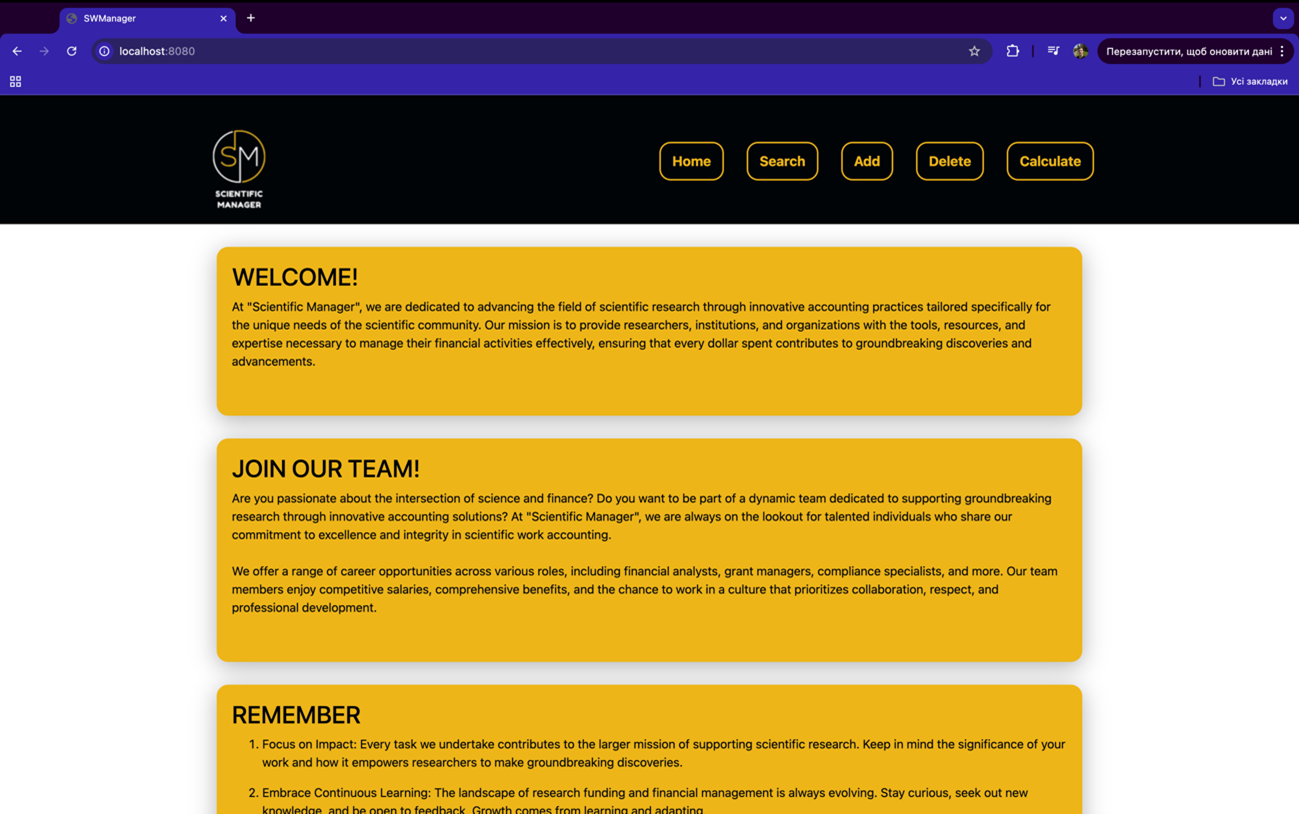 SWManager
localhost:8080
Перезапустити, щоб оновити дані
Усі закладки
SM
SCIENTIFIC
MANAGER
Home
Search
Add
Delete
Calculate
WELCOME!
At "Scientific Manager", we are dedicated to advancing the field of scientific research through innovative accounting practices tailored specifically for
the unique needs of the scientific community. Our mission is to provide researchers, institutions, and organizations with the tools, resources, and
expertise necessary to manage their financial activities effectively, ensuring that every dollar spent contributes to groundbreaking discoveries and
advancements.
JOIN OUR TEAM!
Are you passionate about the intersection of science and finance? Do you want to be part of a dynamic team dedicated to supporting groundbreaking
research through innovative accounting solutions? At "Scientific Manager", we are always on the lookout for talented individuals who share our
commitment to excellence and integrity in scientific work accounting.
We offer a range of career opportunities across various roles, including financial analysts, grant managers, compliance specialists, and more. Our team
members enjoy competitive salaries, comprehensive benefits, and the chance to work in a culture that prioritizes collaboration, respect, and
professional development.
REMEMBER
1. Focus on Impact: Every task we undertake contributes to the larger mission of supporting scientific research. Keep in mind the significance of your
work and how it empowers researchers to make groundbreaking discoveries.
2. Embrace Continuous Learning: The landscape of research funding and financial management is always evolving. Stay curious, seek out new
knowledge, and be open to feedback. Growth comes from learning and adapting.